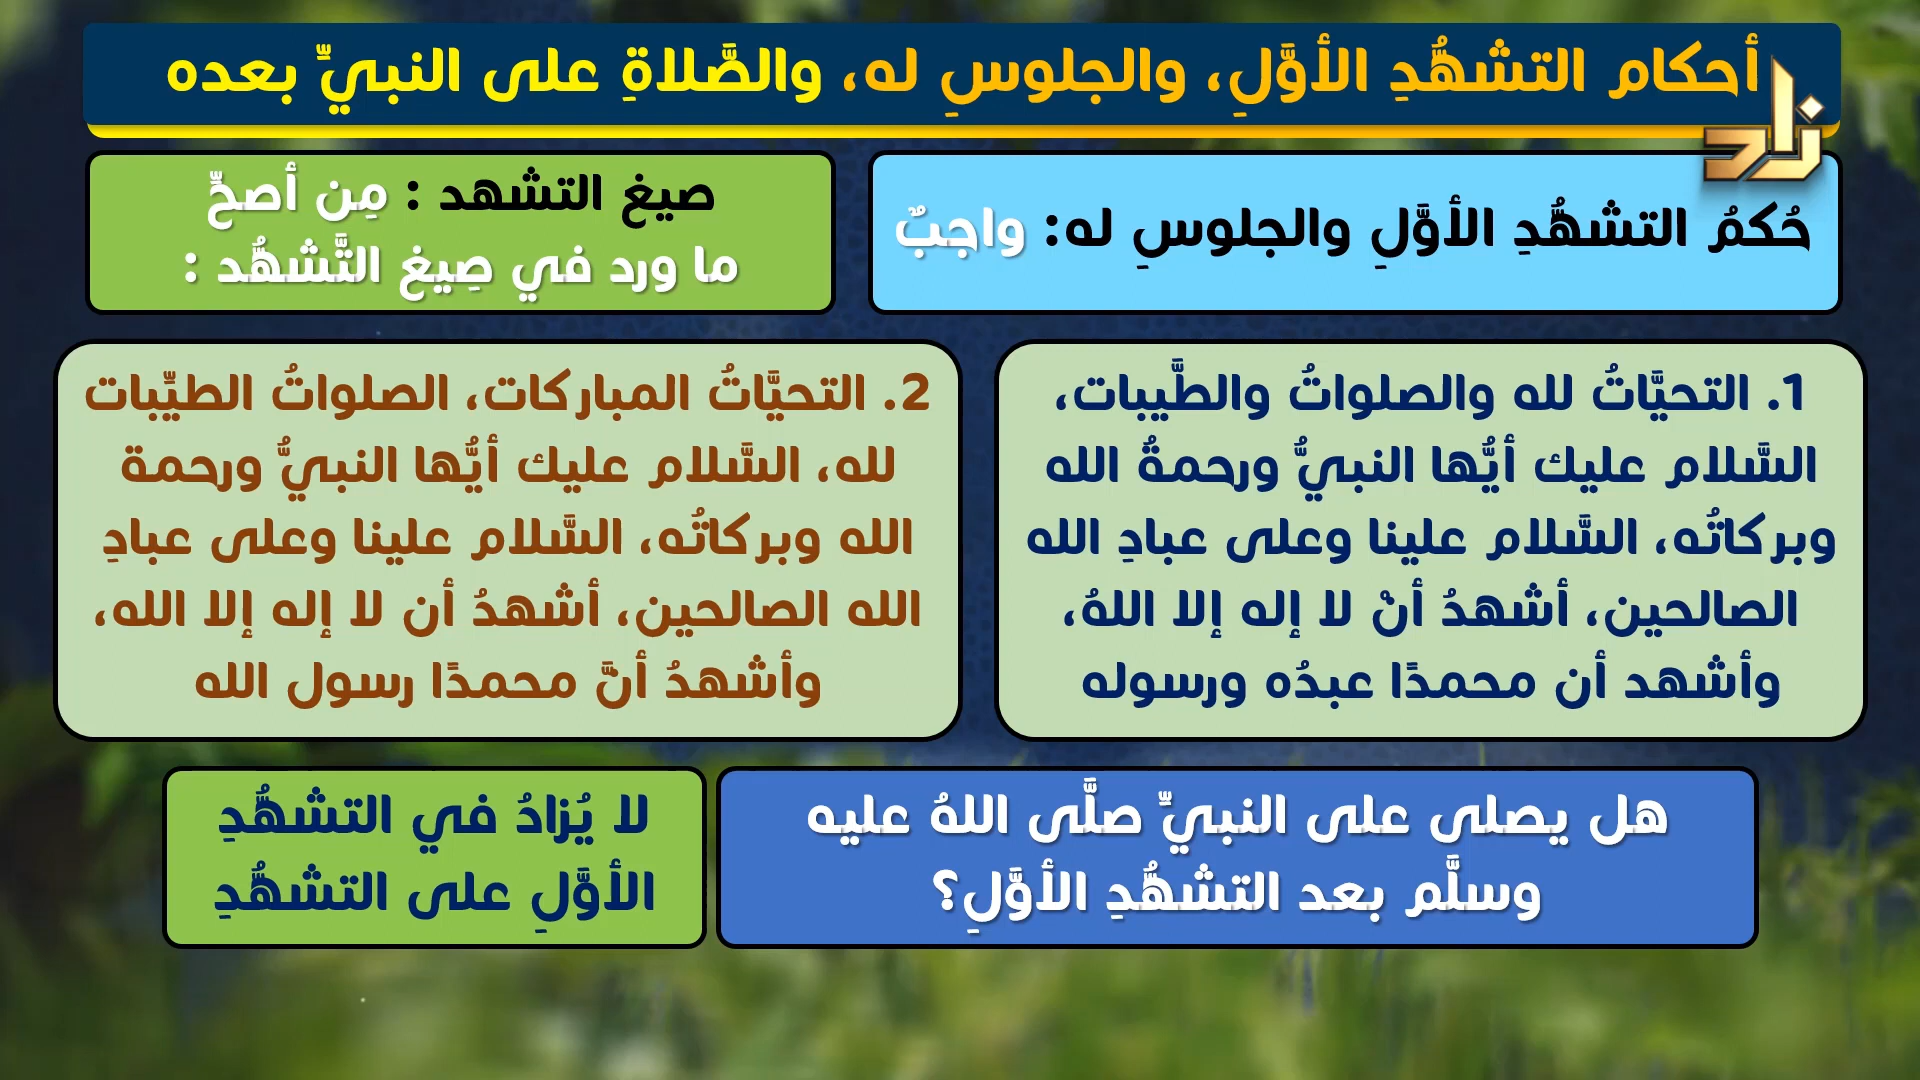 أحكام التشهُّدِ الأوَّلِ، والجلوسِ له، والصَّلاةِ على النبيِّ بعده
زاد
حُكمُ التشهُّدِ الأوَّلِ والجلوسِ له: واجبٌ
صيغ التشهد : مِن أصحِّ
ما ورد في صِيغ التَّشهُّد :
1. التحيَّاتُ لله والصلواتُ والطَّيبات،
السَّلام عليك أيُّها النبيُّ ورحمةُ الله
وبركاتُه، السَّلام علينا وعلى عبادِ الله
الصالحين، أشهدُ أنْ لا إله إلا اللهُ،
وأشهد أن محمدًا عبدُه ورسوله
2. التحيَّاتُ المباركات، الصلواتُ الطيِّبات
لله، السَّلام عليك أيُّها النبيُّ ورحمة
الله وبركاتُه، السَّلام علينا وعلى عبادِ
الله الصالحين، أشهدُ أن لا إله إلا الله،
وأشهدُ أنَّ محمدًا رسول الله
هل يصلى على النبيِّ صلَّى اللهُ عليه
وسلَّم بعد التشهُّدِ الأوَّلِ؟
لا يُزادُ في التشهُّدِ
الأوَّلِ على التشهُّدِ